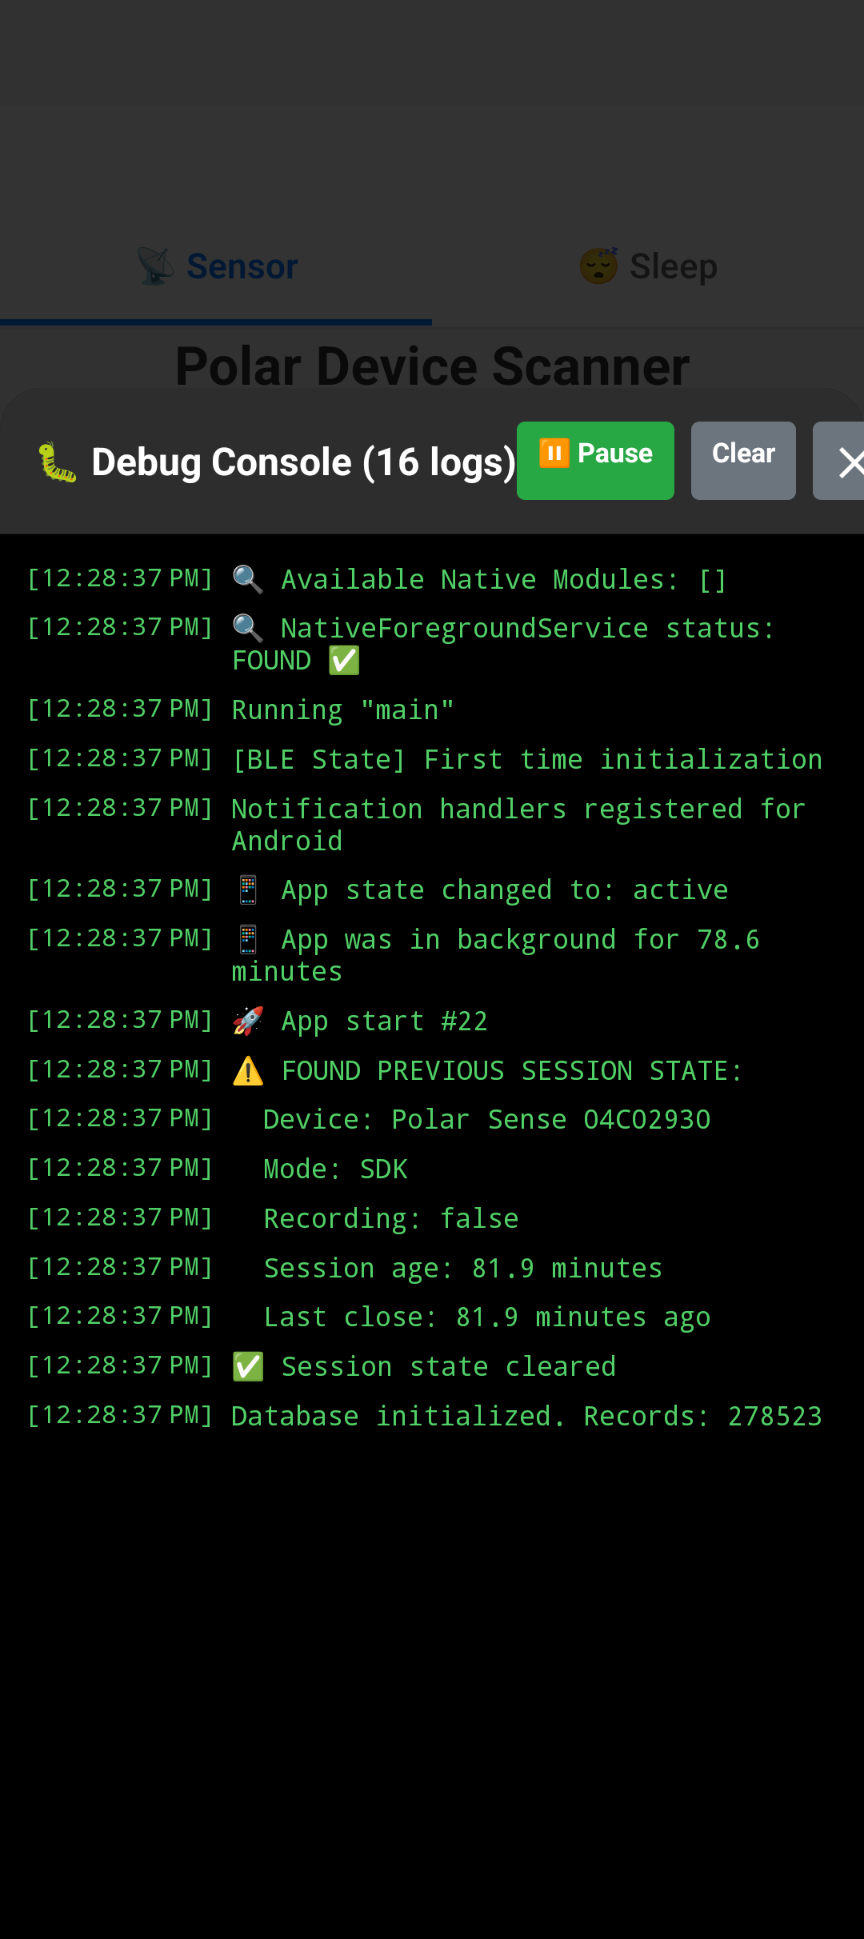 📡 Sensor
😴 Sleep
Polar Device Scanner
🐛 Debug Console (16 logs)
⏸️ Pause
Clear
[12:28:37 PM] 🔍 Available Native Modules: []
[12:28:37 PM] 🔍 NativeForegroundService status:
FOUND ✅
[12:28:37 PM] Running "main"
[12:28:37 PM] [BLE State] First time initialization
[12:28:37 PM] Notification handlers registered for
Android
[12:28:37 PM] 📱 App state changed to: active
[12:28:37 PM] 📱 App was in background for 78.6
minutes
[12:28:37 PM] 🚀 App start #22
[12:28:37 PM] ⚠️ FOUND PREVIOUS SESSION STATE:
[12:28:37 PM] Device: Polar Sense 04C02930
[12:28:37 PM] Mode: SDK
[12:28:37 PM] Recording: false
[12:28:37 PM] Session age: 81.9 minutes
[12:28:37 PM] Last close: 81.9 minutes ago
[12:28:37 PM] ✅ Session state cleared
[12:28:37 PM] Database initialized. Records: 278523